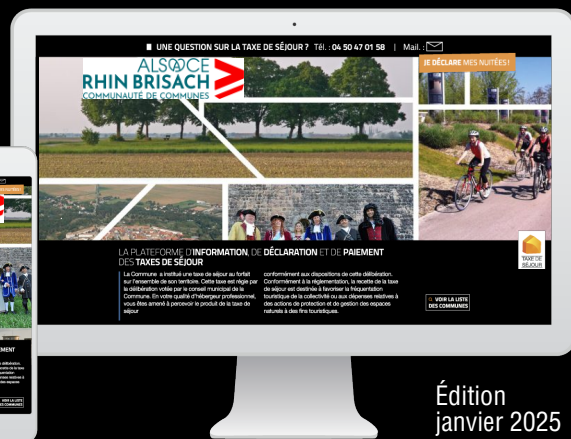 UNE QUESTION SUR LA TAXE DE SÉJOUR ? Tél. : 04 50 47 01 58 | Mail. :
JE DÉCLARE MES NUITÉES !
ALSACE
RHIN BRISACH
COMMUNAUTÉ DE COMMUNES
LA PLATEFORME D'INFORMATION, DE DÉCLARATION ET DE PAIEMENT
DES TAXES DE SÉJOUR
La Commune a institué une taxe de séjour au forfait
sur l'ensemble de son territoire. Cette taxe est régie par
la délibération votée par le conseil municipal de la
Commune. En votre qualité d'hébergeur professionnel,
vous êtes amené à percevoir le produit de la taxe de
séjour
conformément aux dispositions de cette délibération.
Conformément à la réglementation, la recette de la taxe
de séjour est destinée à favoriser la fréquentation
touristique de la collectivité ou aux dépenses relatives à
des actions de protection et de gestion des espaces
naturels à des fins touristiques.
TAXE DE
SÉJOUR
VOIR LA LISTE
DES COMMUNES
Édition
janvier 2025